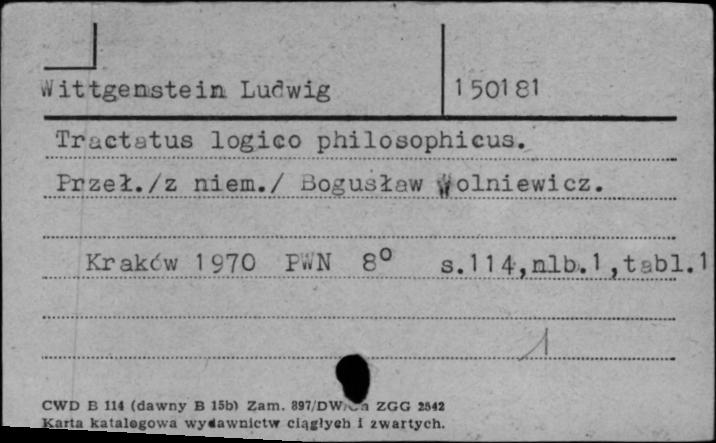 Wittgenstein Ludwig 150181
Tractatus logico philosophicus.
Przeł./z niem./ Bogusław Wolniewicz.
Kraków 1970 PWN 8° s.114,nlb.1,tabl.1
1
CWD B 114 (dawny B 15b) Zam. 897/DW ZGG 2542
Karta katalogowa wydawnictw ciągłych i zwartych.